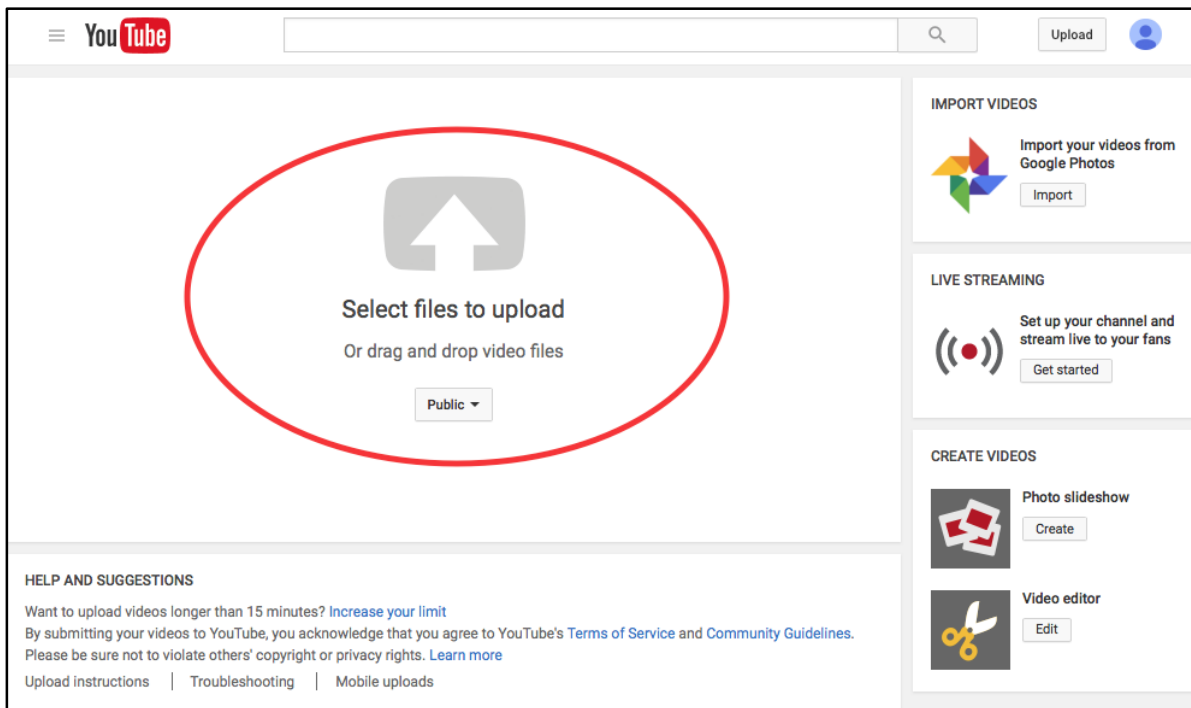 YouTube
Upload
Select files to upload
Or drag and drop video files
Public
HELP AND SUGGESTIONS
Want to upload videos longer than 15 minutes? Increase your limit
By submitting your videos to YouTube, you acknowledge that you agree to YouTube's Terms of Service and Community Guidelines.
Please be sure not to violate others' copyright or privacy rights. Learn more
Upload instructions | Troubleshooting | Mobile uploads
IMPORT VIDEOS
Import your videos from
Google Photos
Import
LIVE STREAMING
Set up your channel and
stream live to your fans
Get started
CREATE VIDEOS
Photo slideshow
Create
Video editor
Edit